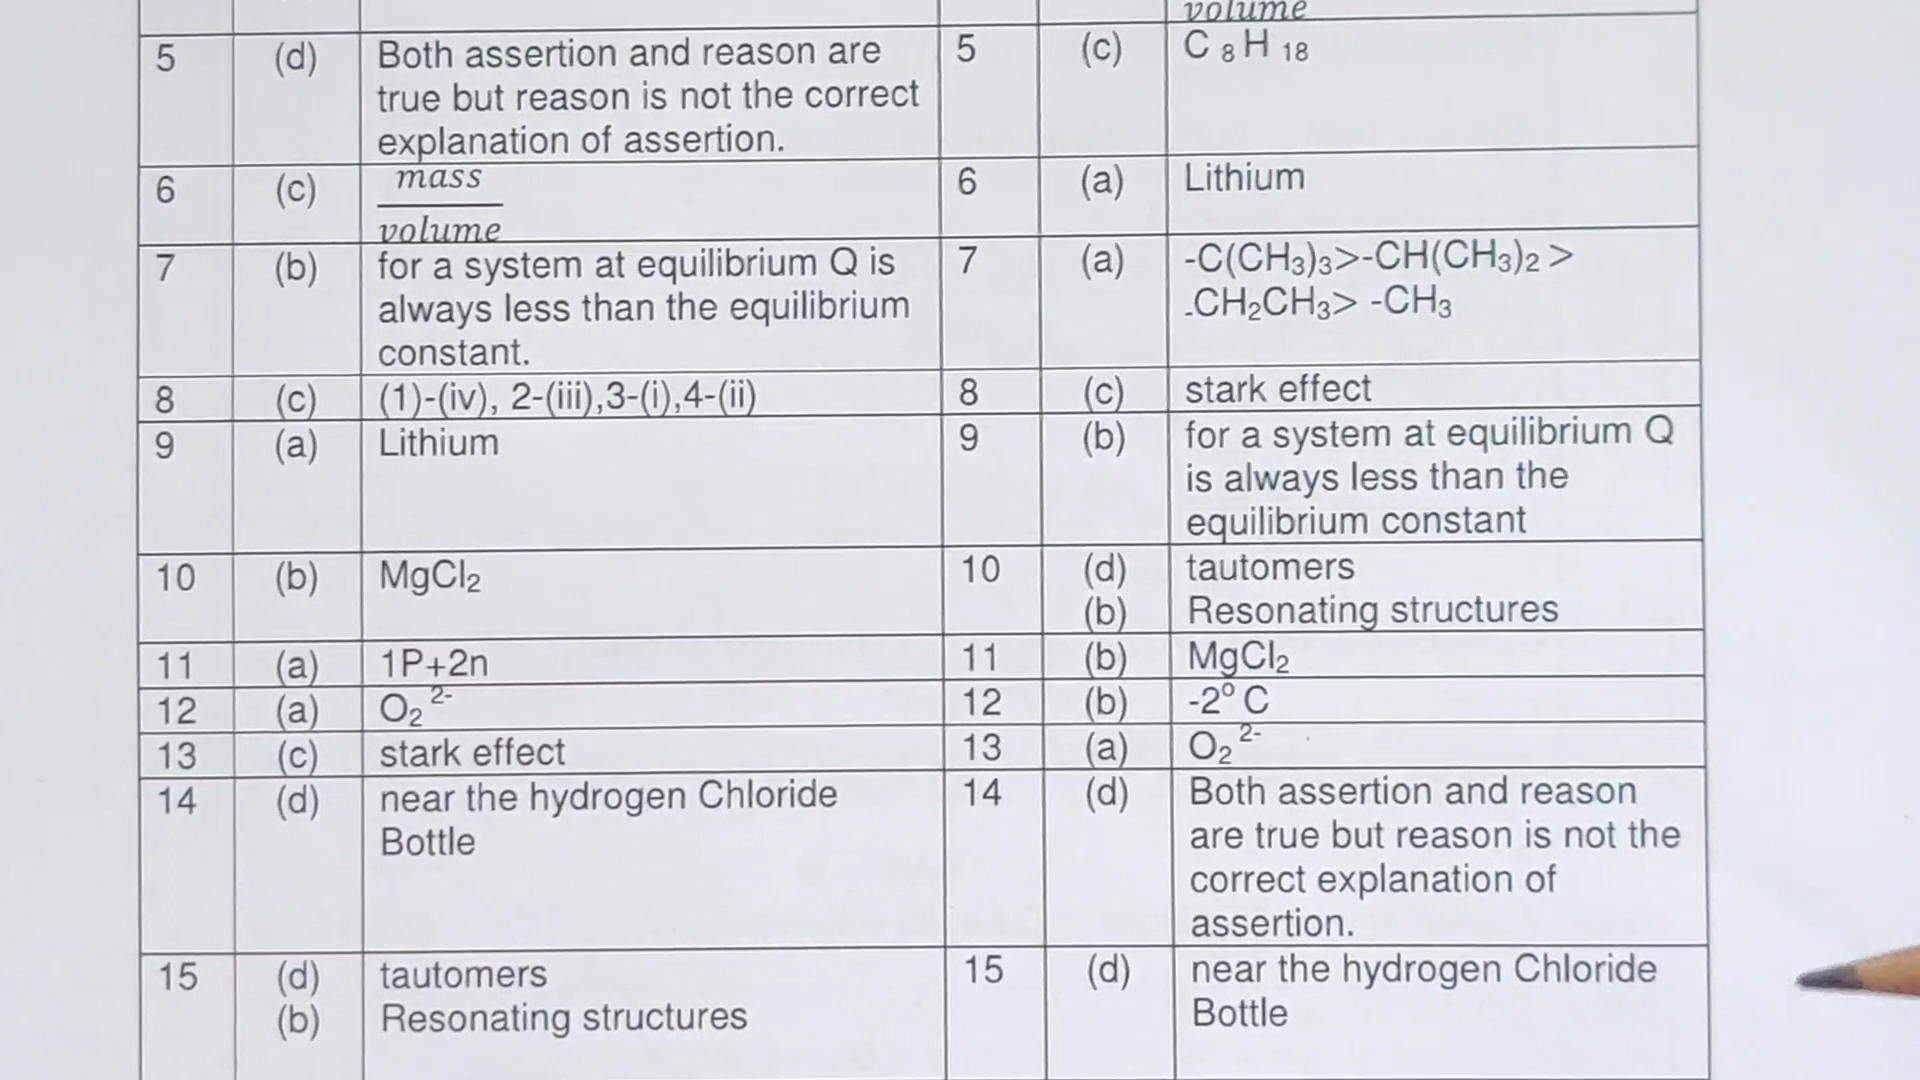 volume
5 (d) Both assertion and reason are 5 (c) C 8 H 18
true but reason is not the correct
explanation of assertion.
6 (c) mass 6 (a) Lithium
volume
7 (b) for a system at equilibrium Q is 7 (a) -C(CH₃)₃>-CH(CH₃)₂ >
always less than the equilibrium -CH₂CH₃> -CH₃
constant.
8 (c) (1)-(iv), 2-(iii),3-(i),4-(ii) 8 (c) stark effect
9 (a) Lithium 9 (b) for a system at equilibrium Q
is always less than the
equilibrium constant
10 (b) MgCl₂ 10 (d) tautomers
(b) Resonating structures
11 (a) 1P+2n 11 (b) MgCl₂
12 (a) O₂ ²⁻ 12 (b) -2° C
13 (c) stark effect 13 (a) O₂ ²⁻
14 (d) near the hydrogen Chloride 14 (d) Both assertion and reason
Bottle are true but reason is not the
correct explanation of
assertion.
15 (d) tautomers 15 (d) near the hydrogen Chloride
(b) Resonating structures Bottle